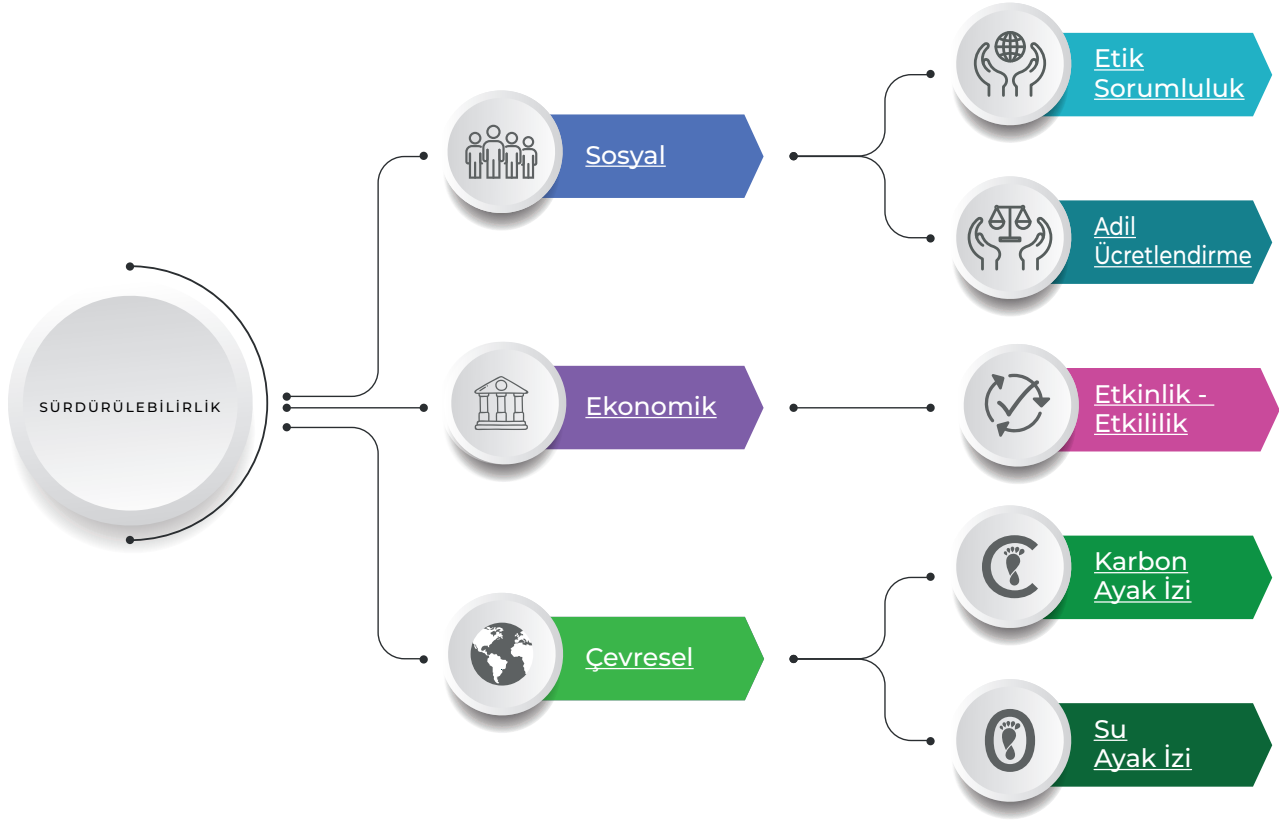 SÜRDÜRÜLEBİLİRLİK
Sosyal
Etik
Sorumluluk
Adil
Ücretlendirme
Ekonomik
Etkinlik -
Etkililik
Çevresel
Karbon
Ayak İzi
Su
Ayak İzi